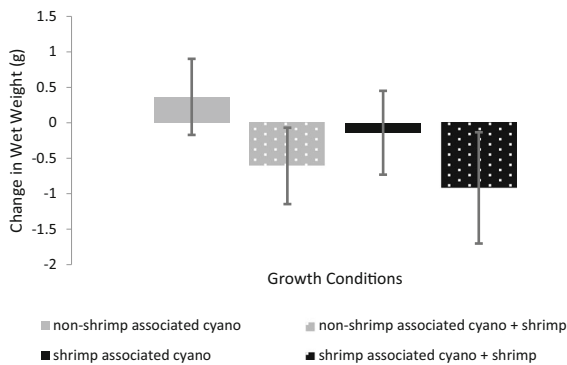 1.5
1
0.5
0
-0.5
-1
-1.5
-2
Change in Wet Weight (g)
Growth Conditions
non-shrimp associated cyano
non-shrimp associated cyano + shrimp
shrimp associated cyano
shrimp associated cyano + shrimp